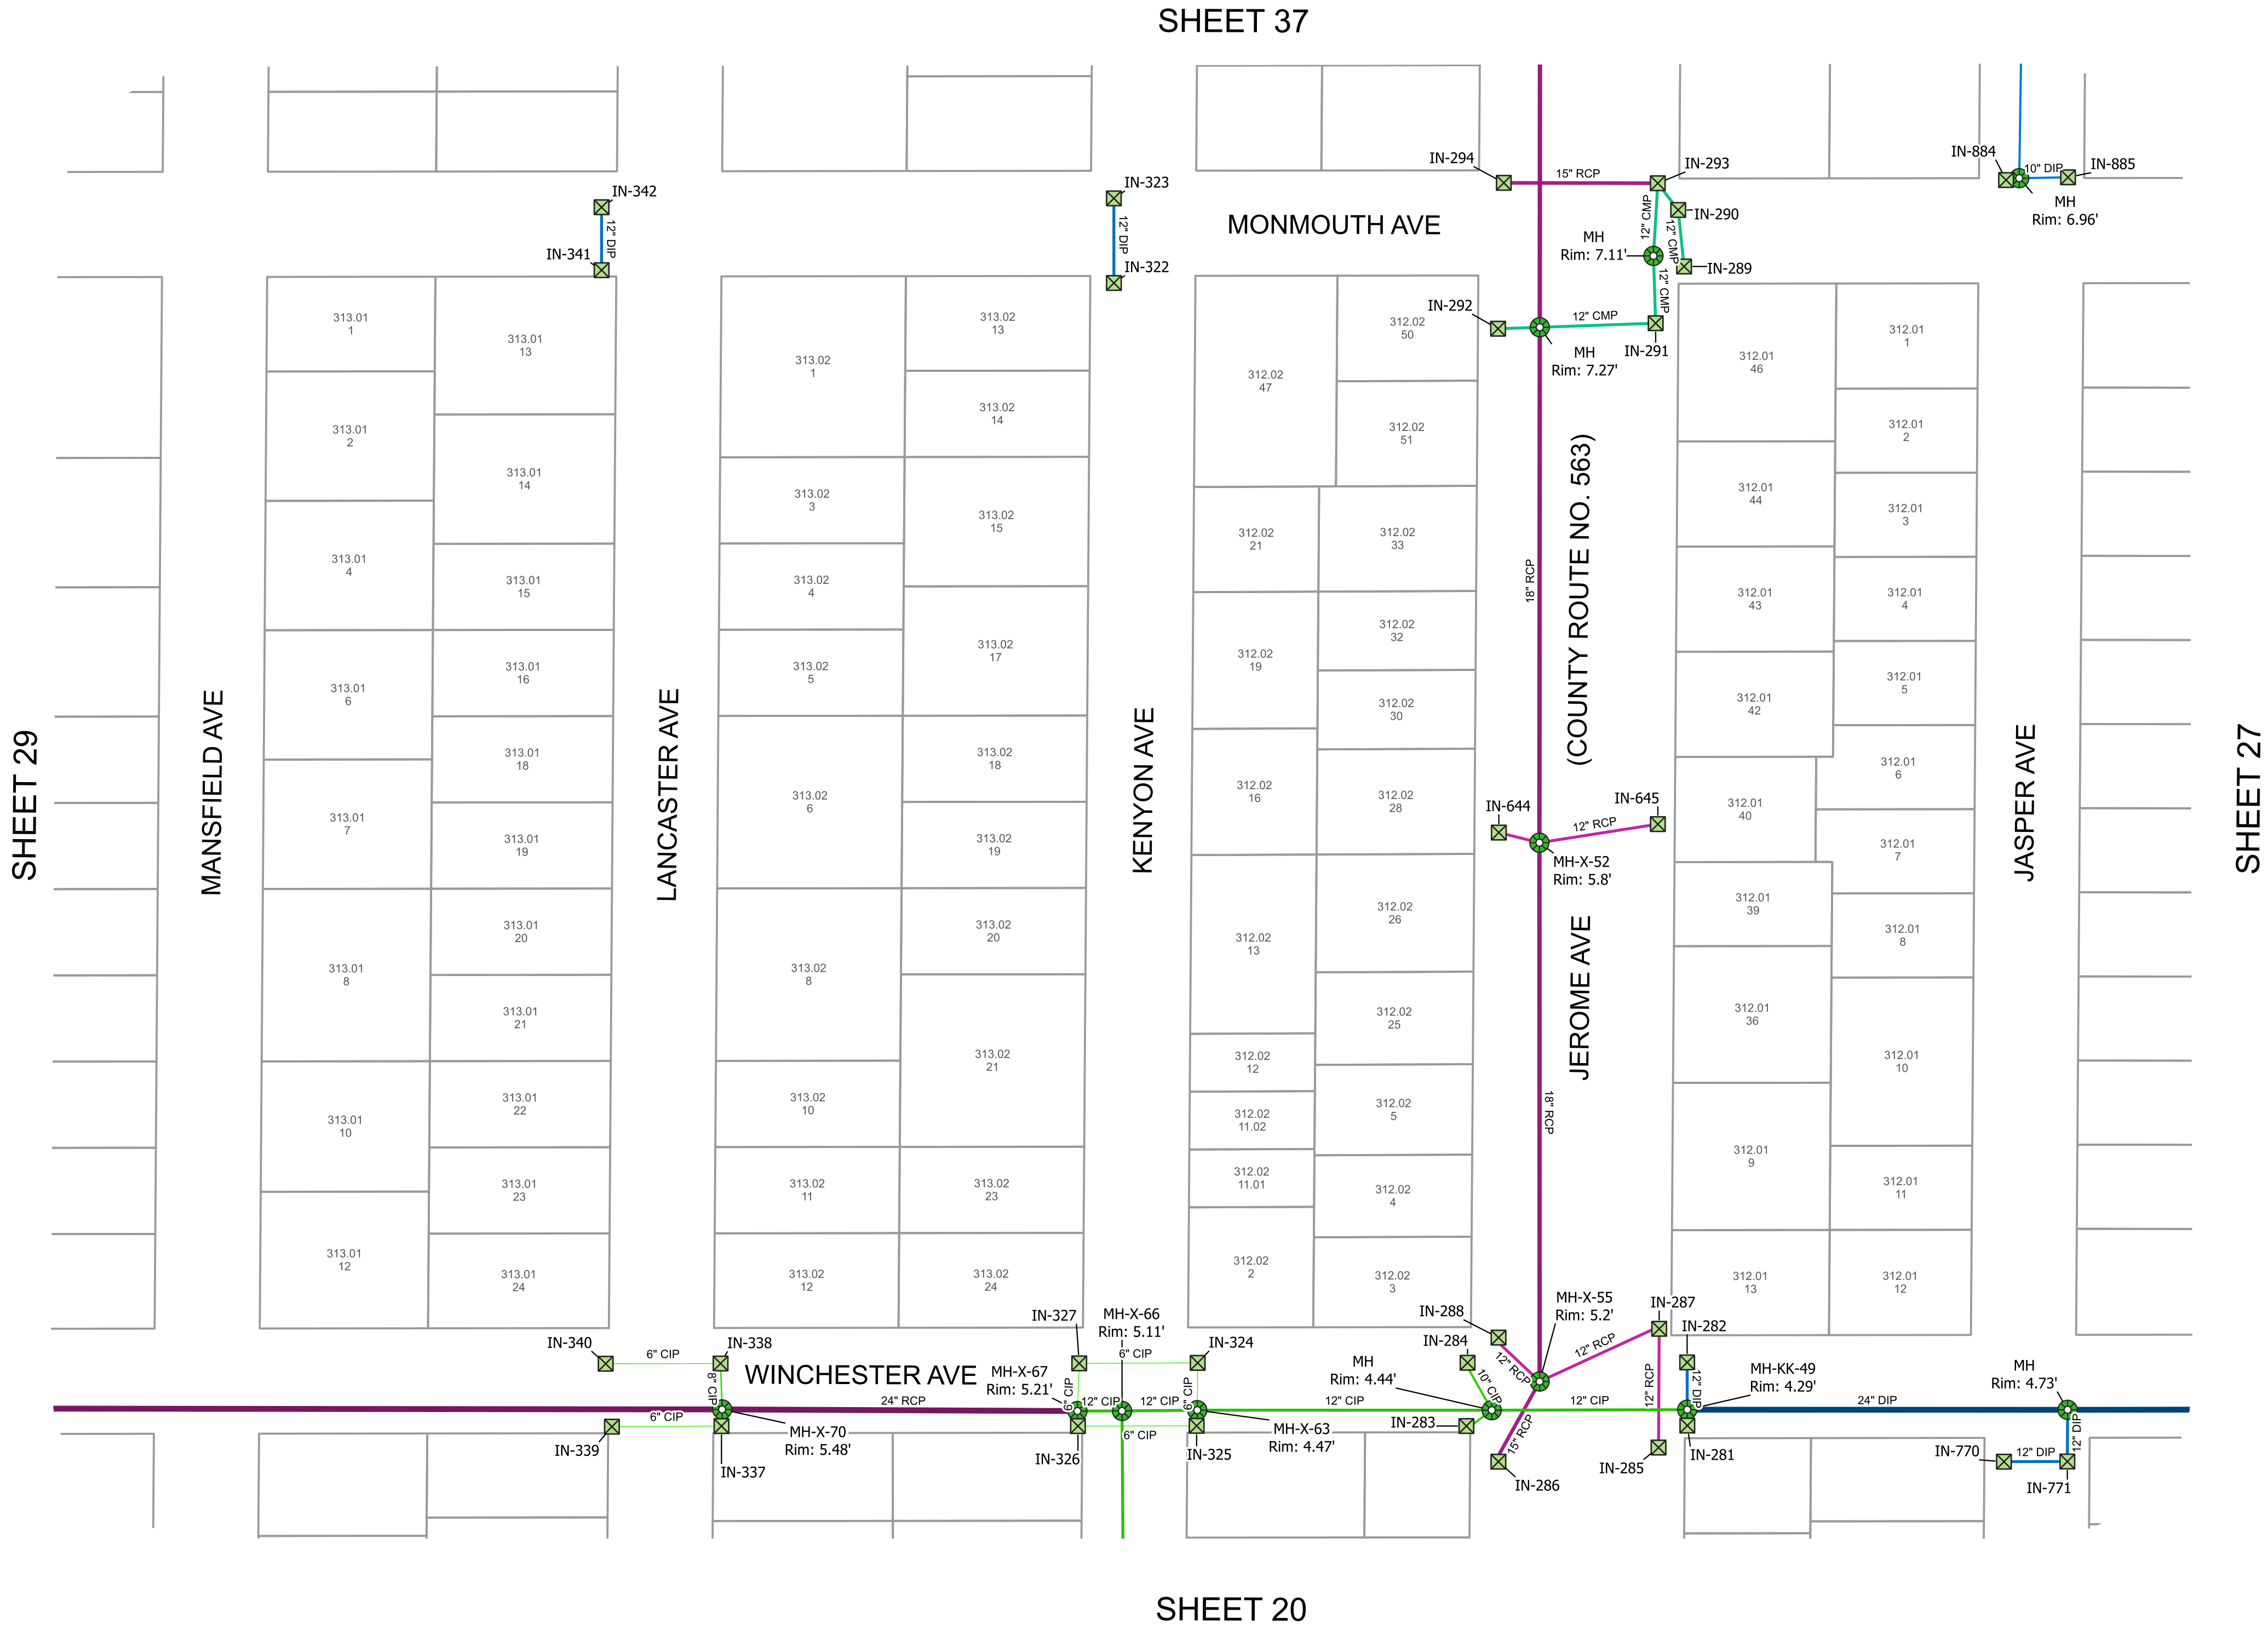 SHEET 37
IN-294
15" RCP
IN-293
IN-884
10" DIP
IN-885
IN-342
12" DIP
IN-341
IN-323
12" DIP
IN-322
MONMOUTH AVE
12" CMP
IN-290
12" CMP
MH
Rim: 7.11'
IN-289
12" CMP
MH
Rim: 6.96'
IN-292
12" CMP
IN-291
MH
Rim: 7.27'
SHEET 29
MANSFIELD AVE
313.01
1
313.01
2
313.01
4
313.01
6
313.01
7
313.01
8
313.01
10
313.01
12
313.01
13
313.01
14
313.01
15
313.01
16
313.01
18
313.01
19
313.01
20
313.01
21
313.01
22
313.01
23
313.01
24
LANCASTER AVE
313.02
1
313.02
3
313.02
4
313.02
5
313.02
6
313.02
8
313.02
10
313.02
11
313.02
12
313.02
13
313.02
14
313.02
15
313.02
17
313.02
18
313.02
19
313.02
20
313.02
21
313.02
23
313.02
24
KENYON AVE
312.02
47
312.02
21
312.02
19
312.02
16
312.02
13
312.02
12
312.02
11.02
312.02
11.01
312.02
2
312.02
50
312.02
51
312.02
33
312.02
32
312.02
30
312.02
28
312.02
26
312.02
25
312.02
5
312.02
4
312.02
3
18" RCP
(COUNTY ROUTE NO. 563)
IN-644
12" RCP
IN-645
MH-X-52
Rim: 5.8'
JEROME AVE
18" RCP
312.01
46
312.01
44
312.01
43
312.01
42
312.01
40
312.01
39
312.01
36
312.01
9
312.01
13
312.01
1
312.01
2
312.01
3
312.01
4
312.01
5
312.01
6
312.01
7
312.01
8
312.01
10
312.01
11
312.01
12
JASPER AVE
SHEET 27
IN-340
6" CIP
IN-338
8" CIP
WINCHESTER AVE
IN-339
6" CIP
IN-337
MH-X-70
Rim: 5.48'
24" RCP
MH-X-67
Rim: 5.21'
IN-327
MH-X-66
Rim: 5.11'
6" CIP
IN-324
6" CIP
12" CIP
12" CIP
6" CIP
IN-326
6" CIP
IN-325
MH-X-63
Rim: 4.47'
12" CIP
MH
Rim: 4.44'
IN-288
IN-284
10" CIP
12" RCP
IN-283
15" RCP
IN-286
MH-X-55
Rim: 5.2'
12" RCP
IN-287
12" CIP
12" RCP
IN-285
IN-282
12" DIP
IN-281
MH-KK-49
Rim: 4.29'
24" DIP
MH
Rim: 4.73'
12" DIP
IN-770
12" DIP
IN-771
SHEET 20